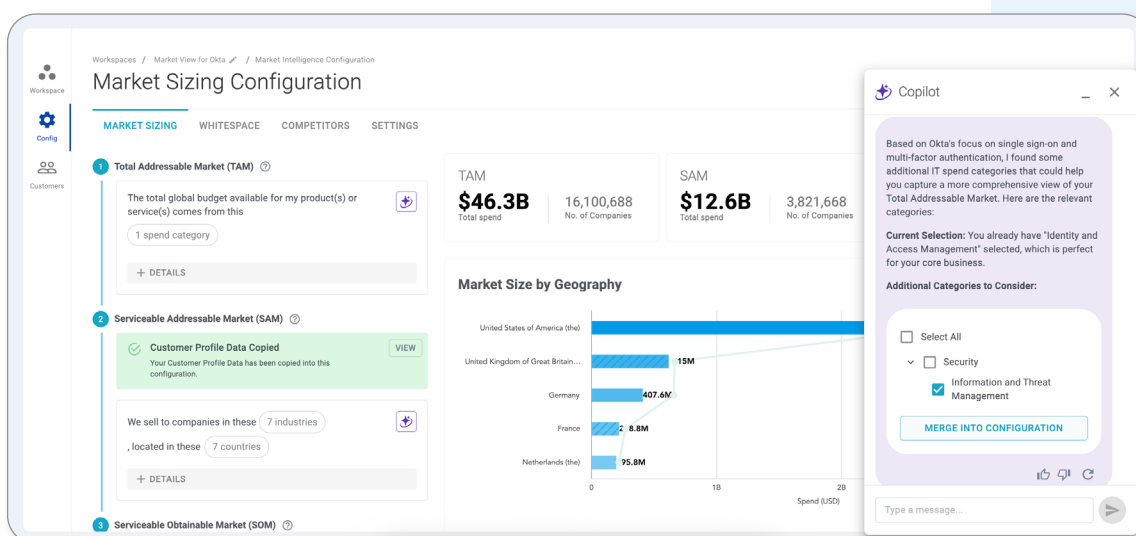 Workspaces / Market View for Okta / Market Intelligence Configuration
Market Sizing Configuration
Workspace
Config
Customers
MARKET SIZING WHITESPACE COMPETITORS SETTINGS
1 Total Addressable Market (TAM)
The total global budget available for my product(s) or
service(s) comes from this
1 spend category
+ DETAILS
2 Serviceable Addressable Market (SAM)
Customer Profile Data Copied
VIEW
Your Customer Profile Data has been copied into this
configuration.
We sell to companies in these 7 industries
, located in these 7 countries
+ DETAILS
3 Serviceable Obtainable Market (SOM)
TAM
$46.3B
Total spend
16,100,688
No. of Companies
SAM
$12.6B
Total spend
3,821,668
No. of Companies
Market Size by Geography
United States of America (the)
United Kingdom of Great Britain...
15M
Germany
407.6M
France
8.8M
Netherlands (the)
95.8M
0 1B 2B
Spend (USD)
Copilot
Based on Okta's focus on single sign-on and
multi-factor authentication, I found some
additional IT spend categories that could help
you capture a more comprehensive view of your
Total Addressable Market. Here are the relevant
categories:
Current Selection: You already have "Identity and
Access Management" selected, which is perfect
for your core business.
Additional Categories to Consider:
Select All
Security
Information and Threat
Management
MERGE INTO CONFIGURATION
Type a message...